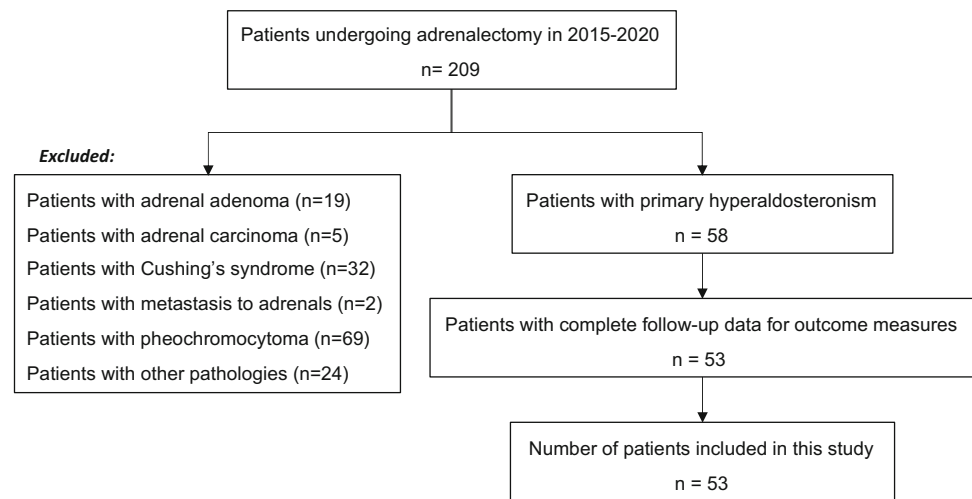 Patients undergoing adrenalectomy in 2015-2020
n= 209
Excluded:
Patients with adrenal adenoma (n=19)
Patients with adrenal carcinoma (n=5)
Patients with Cushing’s syndrome (n=32)
Patients with metastasis to adrenals (n=2)
Patients with pheochromocytoma (n=69)
Patients with other pathologies (n=24)
Patients with primary hyperaldosteronism
n = 58
Patients with complete follow-up data for outcome measures
n = 53
Number of patients included in this study
n = 53